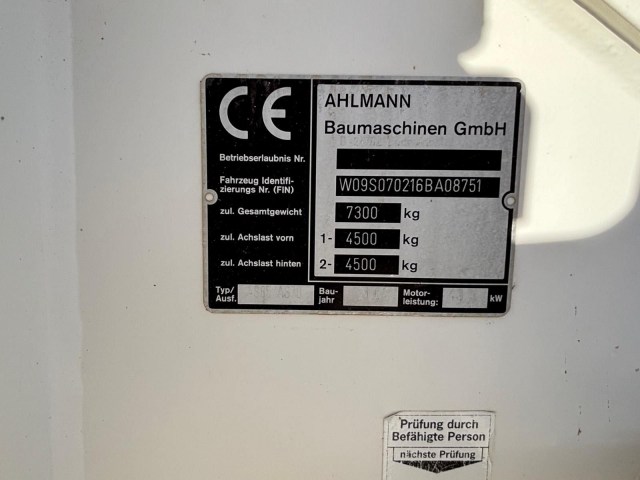 CE
AHLMANN
Baumaschinen GmbH
Betriebserlaubnis Nr.
Fahrzeug Identifi-
zierungs Nr. (FIN) W09S070216BA08751
zul. Gesamtgewicht 7300 kg
zul. Achslast vorn 1- 4500 kg
zul. Achslast hinten 2- 4500 kg
Typ/
Ausf.
Bau-
jahr
Motor-
leistung: kW
Prüfung durch
Befähigte Person
nächste Prüfung